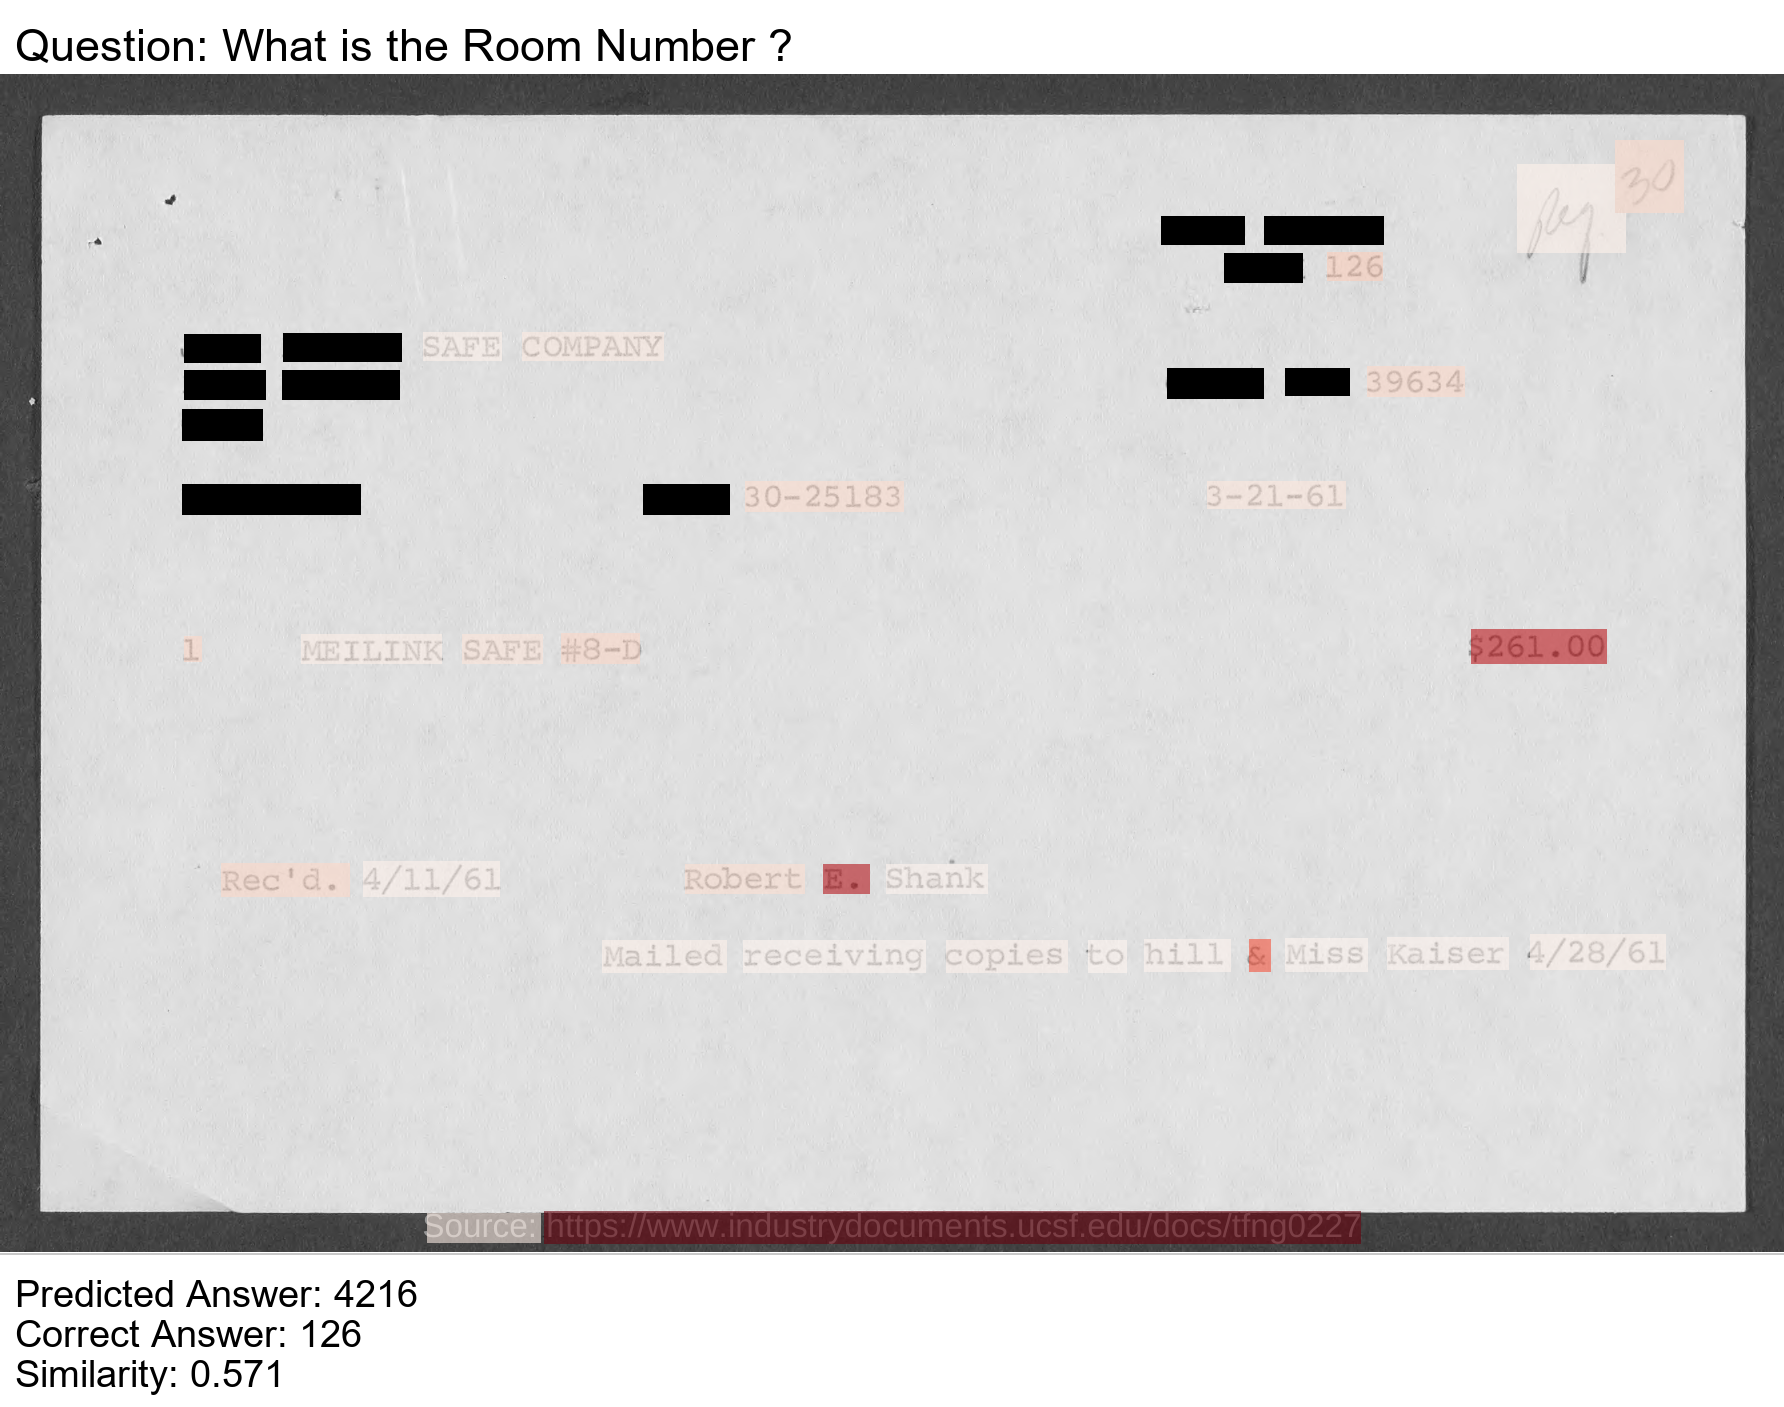 Question: What is the Room Number ?
Reg. 30
126
SAFE COMPANY
39634
30-25183 3-21-61
1 MEILINK SAFE #8-D $261.00
Rec'd. 4/11/61 Robert E. Shank
Mailed receiving copies to hill & Miss Kaiser 4/28/61
Source: https://www.industrydocuments.ucsf.edu/docs/tfng0227
Predicted Answer: 4216
Correct Answer: 126
Similarity: 0.571